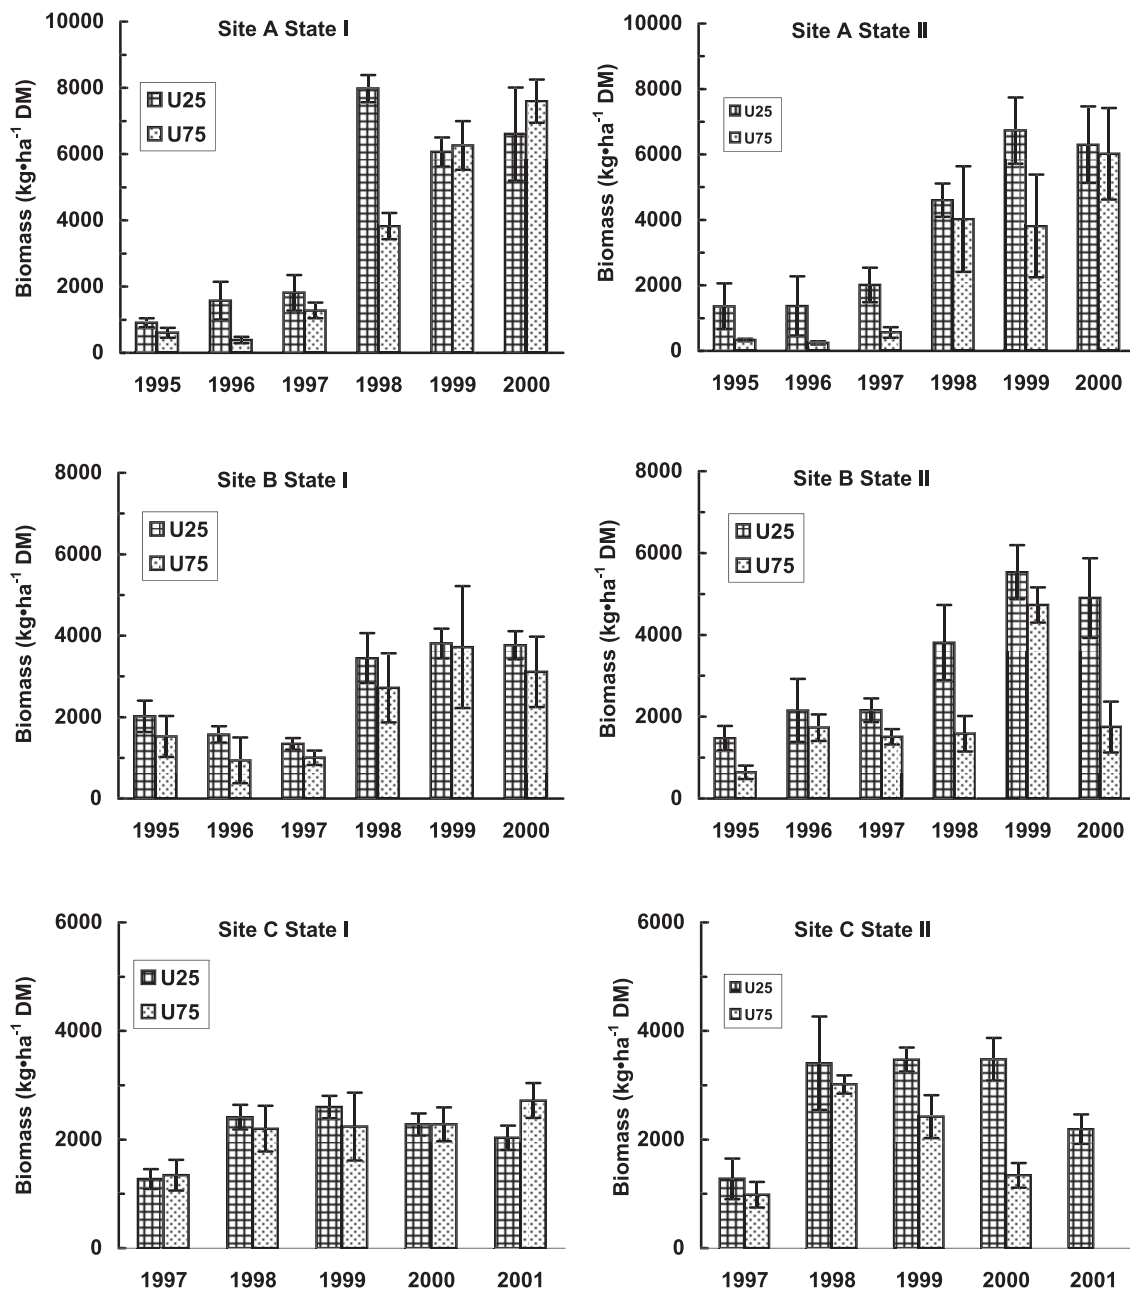 Site A State I
Biomass (kg•ha⁻¹ DM)
10000
8000
6000
4000
2000
0
U25
U75
1995 1996 1997 1998 1999 2000
Site A State II
Biomass (kg•ha⁻¹ DM)
10000
8000
6000
4000
2000
0
U25
U75
1995 1996 1997 1998 1999 2000
Site B State I
Biomass (kg•ha⁻¹ DM)
8000
6000
4000
2000
0
U25
U75
1995 1996 1997 1998 1999 2000
Site B State II
Biomass (kg•ha⁻¹ DM)
8000
6000
4000
2000
0
U25
U75
1995 1996 1997 1998 1999 2000
Site C State I
Biomass (kg•ha⁻¹ DM)
6000
4000
2000
0
U25
U75
1997 1998 1999 2000 2001
Site C State II
Biomass (kg•ha⁻¹ DM)
6000
4000
2000
0
U25
U75
1997 1998 1999 2000 2001